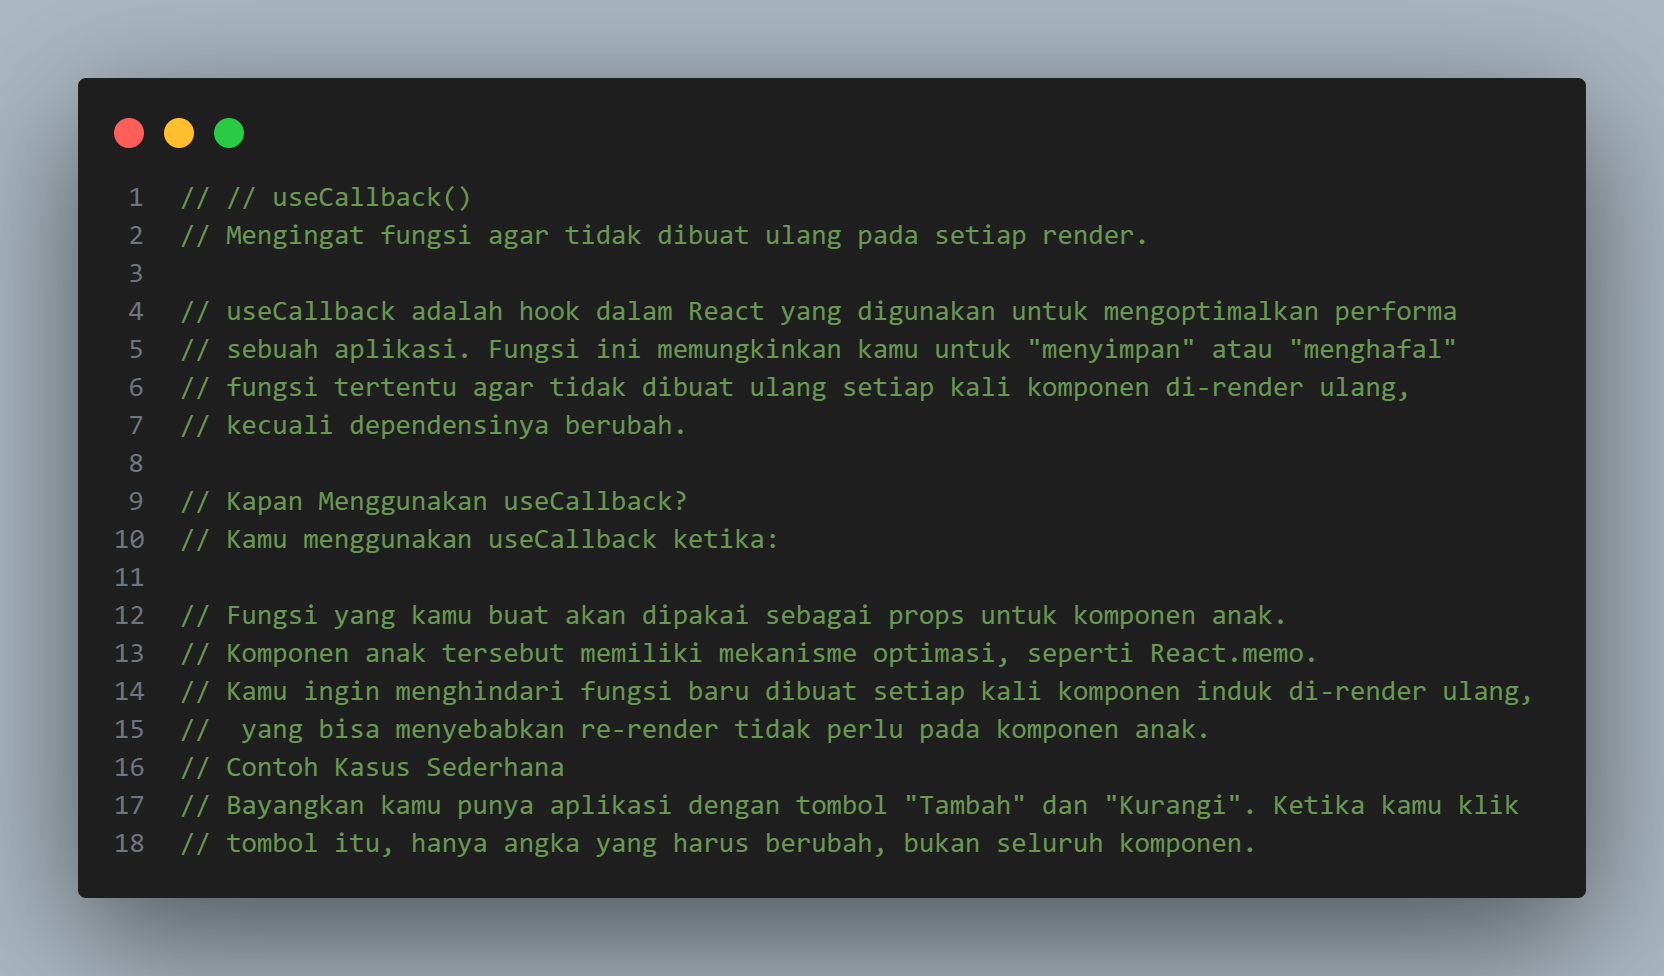 1 // // useCallback()
2 // Mengingat fungsi agar tidak dibuat ulang pada setiap render.
3
4 // useCallback adalah hook dalam React yang digunakan untuk mengoptimalkan performa
5 // sebuah aplikasi. Fungsi ini memungkinkan kamu untuk "menyimpan" atau "menghafal"
6 // fungsi tertentu agar tidak dibuat ulang setiap kali komponen di-render ulang,
7 // kecuali dependensinya berubah.
8
9 // Kapan Menggunakan useCallback?
10 // Kamu menggunakan useCallback ketika:
11
12 // Fungsi yang kamu buat akan dipakai sebagai props untuk komponen anak.
13 // Komponen anak tersebut memiliki mekanisme optimasi, seperti React.memo.
14 // Kamu ingin menghindari fungsi baru dibuat setiap kali komponen induk di-render ulang,
15 //  yang bisa menyebabkan re-render tidak perlu pada komponen anak.
16 // Contoh Kasus Sederhana
17 // Bayangkan kamu punya aplikasi dengan tombol "Tambah" dan "Kurangi". Ketika kamu klik
18 // tombol itu, hanya angka yang harus berubah, bukan seluruh komponen.